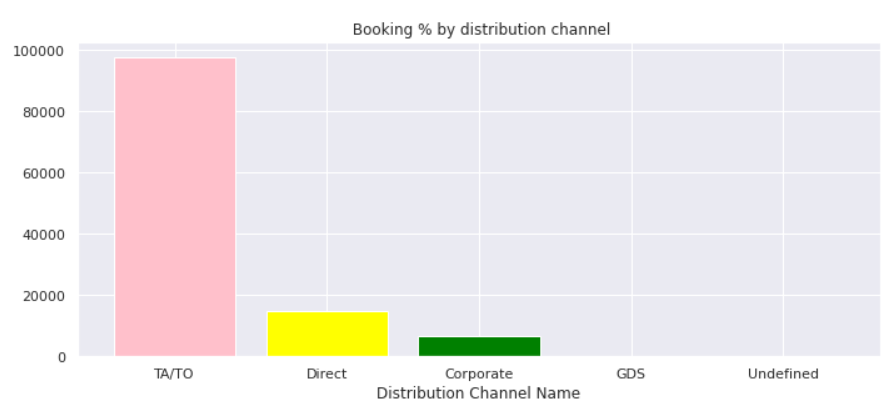 Booking % by distribution channel
100000
80000
60000
40000
20000
0
TA/TO Direct Corporate GDS Undefined
Distribution Channel Name